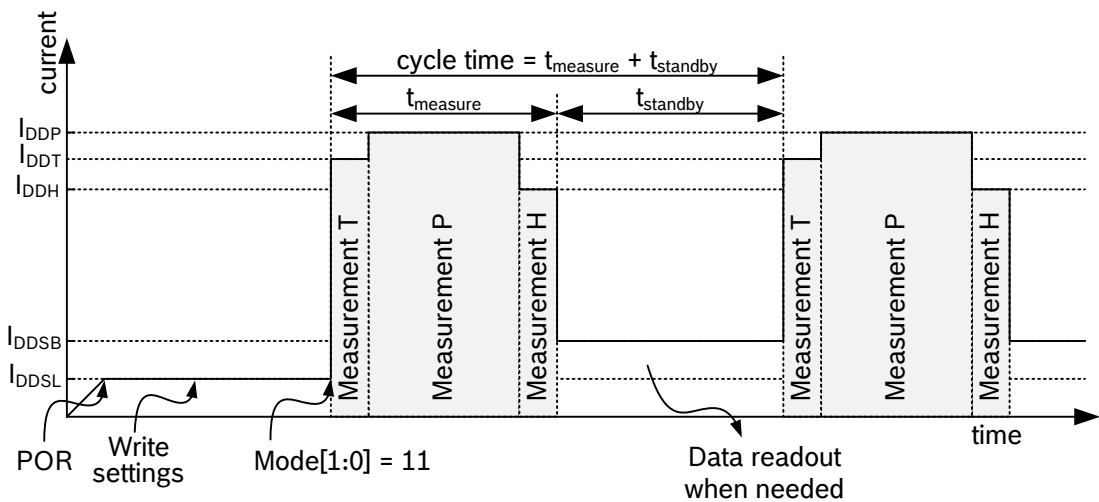 current
cycle time = tmeasure + tstandby
tmeasure
tstandby
IDDP
IDDT
IDDH
IDDSB
IDDSL
Measurement T
Measurement P
Measurement H
Measurement T
Measurement P
Measurement H
time
POR
Write
settings
Mode[1:0] = 11
Data readout
when needed